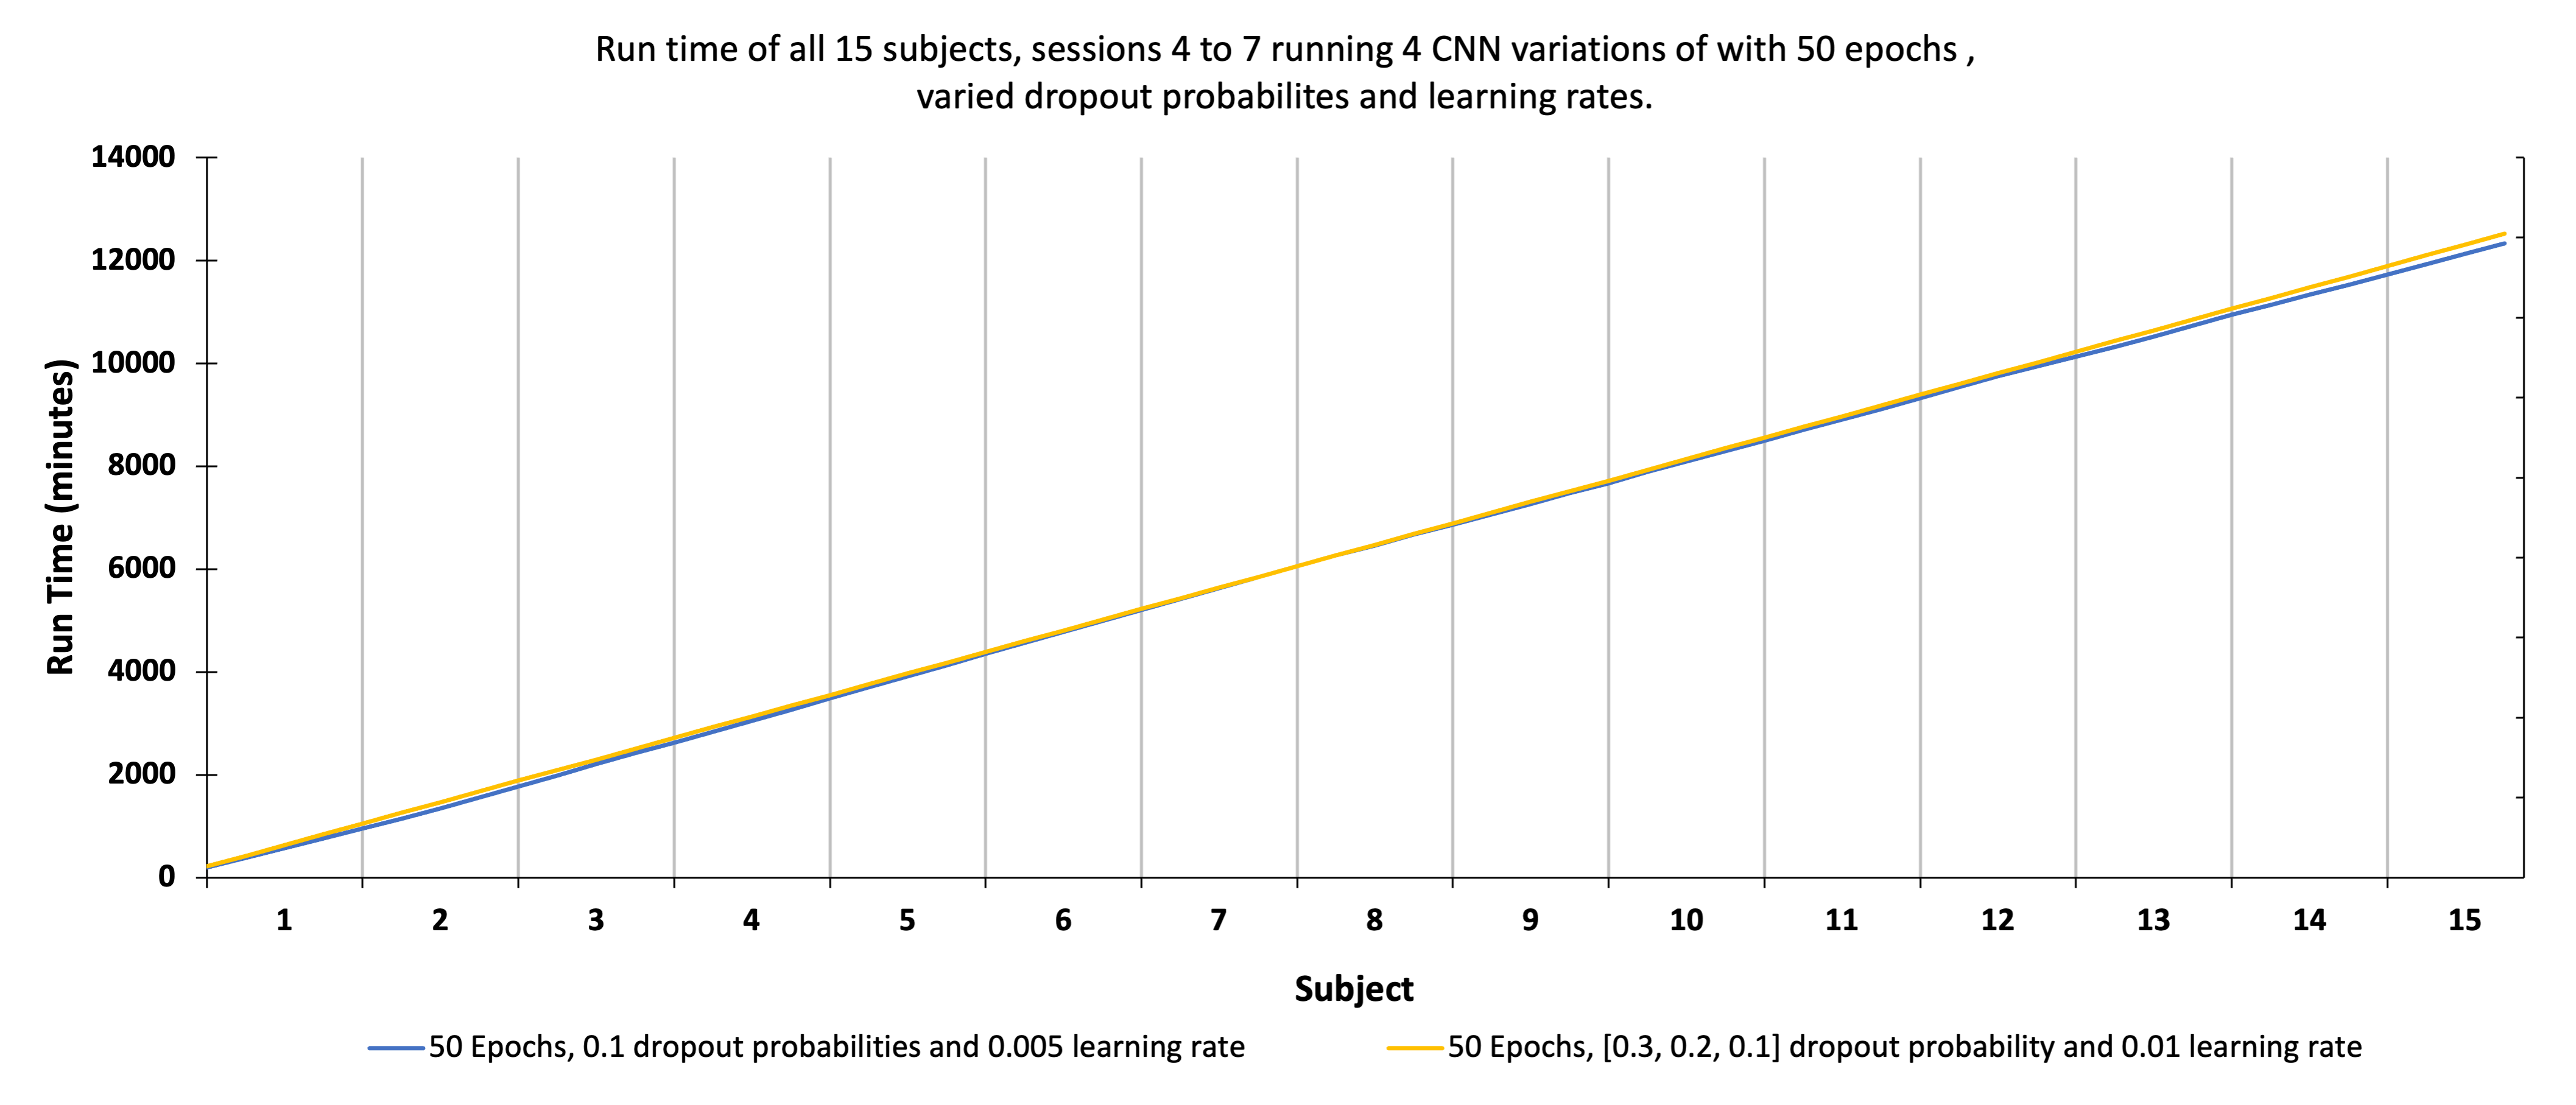 Run time of all 15 subjects, sessions 4 to 7 running 4 CNN variations of with 50 epochs ,
varied dropout probabilites and learning rates.
14000
12000
10000
8000
6000
4000
2000
0
Run Time (minutes)
1 2 3 4 5 6 7 8 9 10 11 12 13 14 15
Subject
50 Epochs, 0.1 dropout probabilities and 0.005 learning rate
50 Epochs, [0.3, 0.2, 0.1] dropout probability and 0.01 learning rate